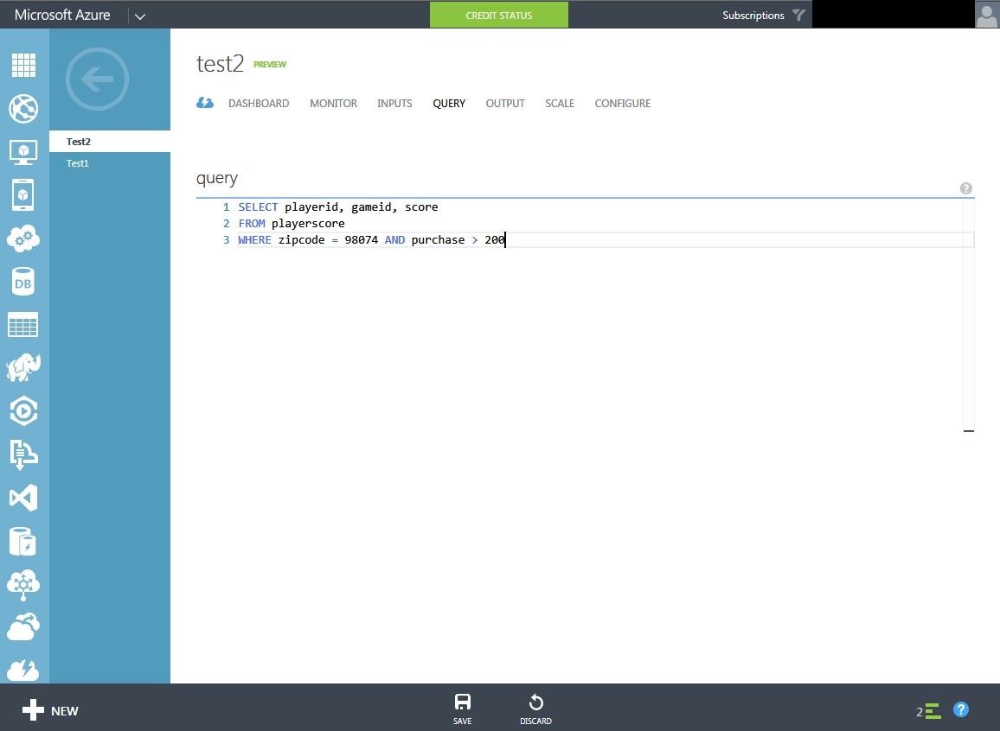 Microsoft Azure
CREDIT STATUS
Subscriptions
test2 PREVIEW
DASHBOARD MONITOR INPUTS QUERY OUTPUT SCALE CONFIGURE
Test2
Test1
query
?
1 SELECT playerid, gameid, score
2 FROM playerscore
3 WHERE zipcode = 98074 AND purchase > 200
DB
NEW
SAVE
DISCARD
2
?